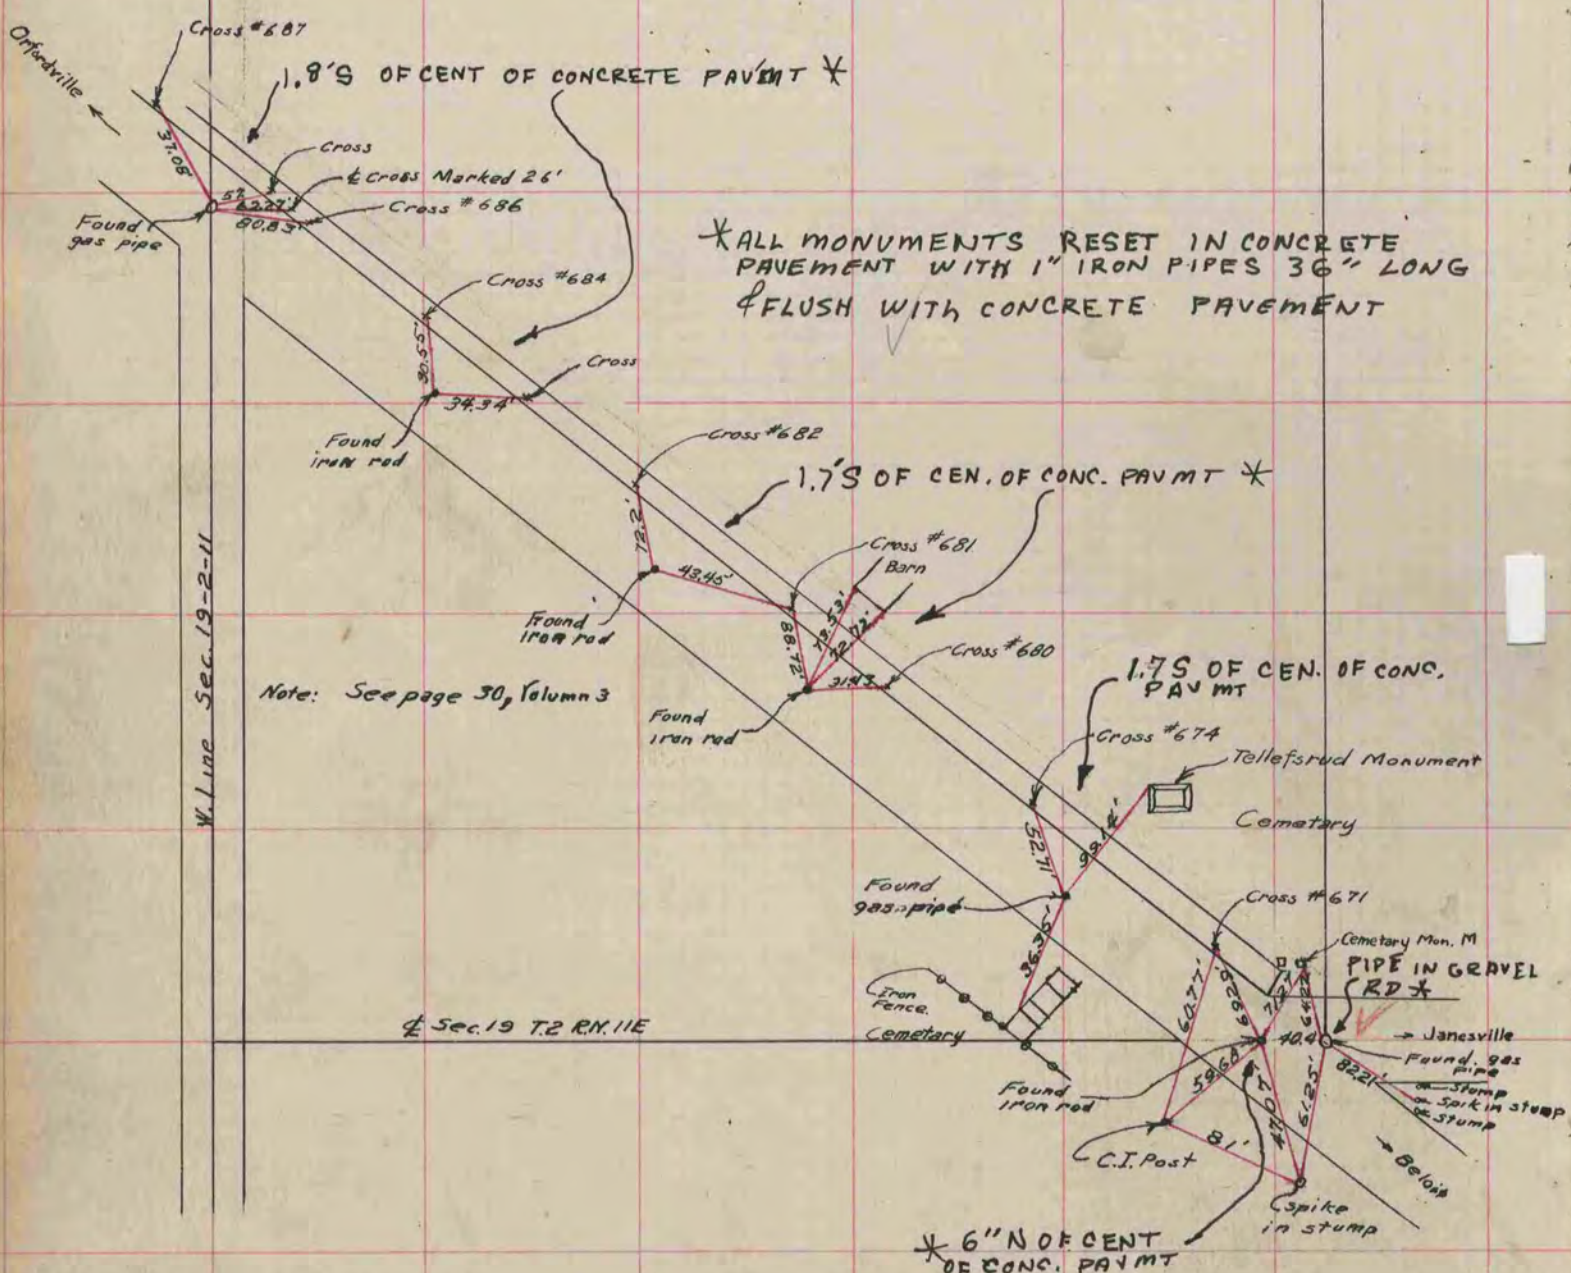 Cross #687
Orfordville
1.8'S OF CENT OF CONCRETE PAV'MT *
37.08'
Cross
℄ Cross Marked 26'
Cross #686
57
62.77'
80.83'
Found
gas pipe
*ALL MONUMENTS RESET IN CONCRETE
PAVEMENT WITH 1" IRON PIPES 36" LONG
& FLUSH WITH CONCRETE PAVEMENT
Cross #684
30.55'
Cross
34.34'
Found
iron rod
Cross #682
1.7'S OF CEN. OF CONC. PAVMT *
72.2'
43.45'
Cross #681
Barn
Found
iron rod
88.72'
72.72'
31.43
Cross #680
W. Line Sec. 19-2-11
Note: See page 30, Volumn 3
Found
iron rod
1.7 S OF CEN. OF CONC.
PAVMT
Cross #674
Tellefsrud Monument
Cemetary
52.71'
Found
gas pipe
36.35'
Cross #671
Cemetary Mon. M
PIPE IN GRAVEL
RD *
Iron
Fence
Cemetary
℄ Sec. 19 T.2 R.N. 11E
60.77'
40.4
→ Janesville
Found gas
pipe
Stump
Spik in stump
Stump
82.21'
Found
iron rod
59.60'
61.25'
81'
C.I. Post
Beloit
spike
in stump
* 6" N OF CENT
OF CONC. PAVMT